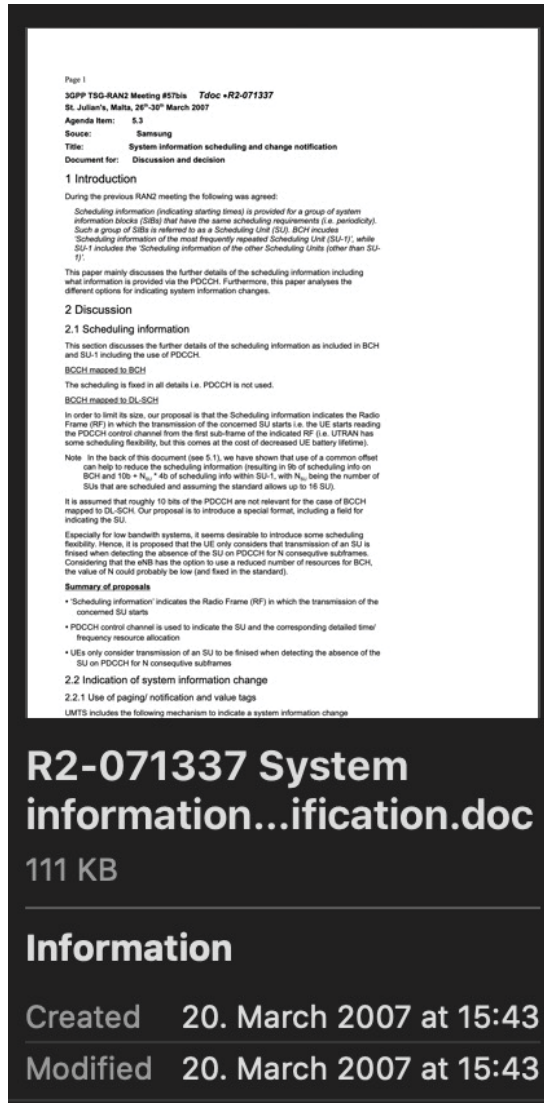 Page 1
3GPP TSG-RAN2 Meeting #57bis Tdoc •R2-071337
St. Julian's, Malta, 26th-30th March 2007
Agenda Item: 5.3
Souce: Samsung
Title: System information scheduling and change notification
Document for: Discussion and decision
1 Introduction
During the previous RAN2 meeting the following was agreed:
Scheduling information (indicating starting times) is provided for a group of system
information blocks (SIBs) that have the same scheduling requirements (i.e. periodicity).
Such a group of SIBs is referred to as a Scheduling Unit (SU). BCH incudes
'Scheduling information of the most frequently repeated Scheduling Unit (SU-1)', while
SU-1 includes the 'Scheduling information of the other Scheduling Units (other than SU-
1)'.
This paper mainly discusses the further details of the scheduling information including
what information is provided via the PDCCH. Furthermore, this paper analyses the
different options for indicating system information changes.
2 Discussion
2.1 Scheduling information
This section discusses the further details of the scheduling information as included in BCH
and SU-1 including the use of PDCCH.
BCCH mapped to BCH
The scheduling is fixed in all details i.e. PDCCH is not used.
BCCH mapped to DL-SCH
In order to limit its size, our proposal is that the Scheduling information indicates the Radio
Frame (RF) in which the transmission of the concerned SU starts i.e. the UE starts reading
the PDCCH control channel from the first sub-frame of the indicated RF (i.e. UTRAN has
some scheduling flexibility, but this comes at the cost of decreased UE battery lifetime).
Note In the back of this document (see 5.1), we have shown that use of a common offset
can help to reduce the scheduling information (resulting in 9b of scheduling info on
BCH and 10b + NSU * 4b of scheduling info within SU-1, with NSU being the number of
SUs that are scheduled and assuming the standard allows up to 16 SU).
It is assumed that roughly 10 bits of the PDCCH are not relevant for the case of BCCH
mapped to DL-SCH. Our proposal is to introduce a special format, including a field for
indicating the SU.
Especially for low bandwith systems, it seems desirable to introduce some scheduling
flexibility. Hence, it is proposed that the UE only considers that transmission of an SU is
finised when detecting the absence of the SU on PDCCH for N consequtive subframes.
Considering that the eNB has the option to use a reduced number of resources for BCH,
the value of N could probably be low (and fixed in the standard).
Summary of proposals
• 'Scheduling information' indicates the Radio Frame (RF) in which the transmission of the
concerned SU starts
• PDCCH control channel is used to indicate the SU and the corresponding detailed time/
frequency resource allocation
• UEs only consider transmission of an SU to be finised when detecting the absence of the
SU on PDCCH for N consequtive subframes
2.2 Indication of system information change
2.2.1 Use of paging/ notification and value tags
UMTS includes the following mechanism to indicate a system information change
R2-071337 System
information...ification.doc
111 KB
Information
Created 20. March 2007 at 15:43
Modified 20. March 2007 at 15:43